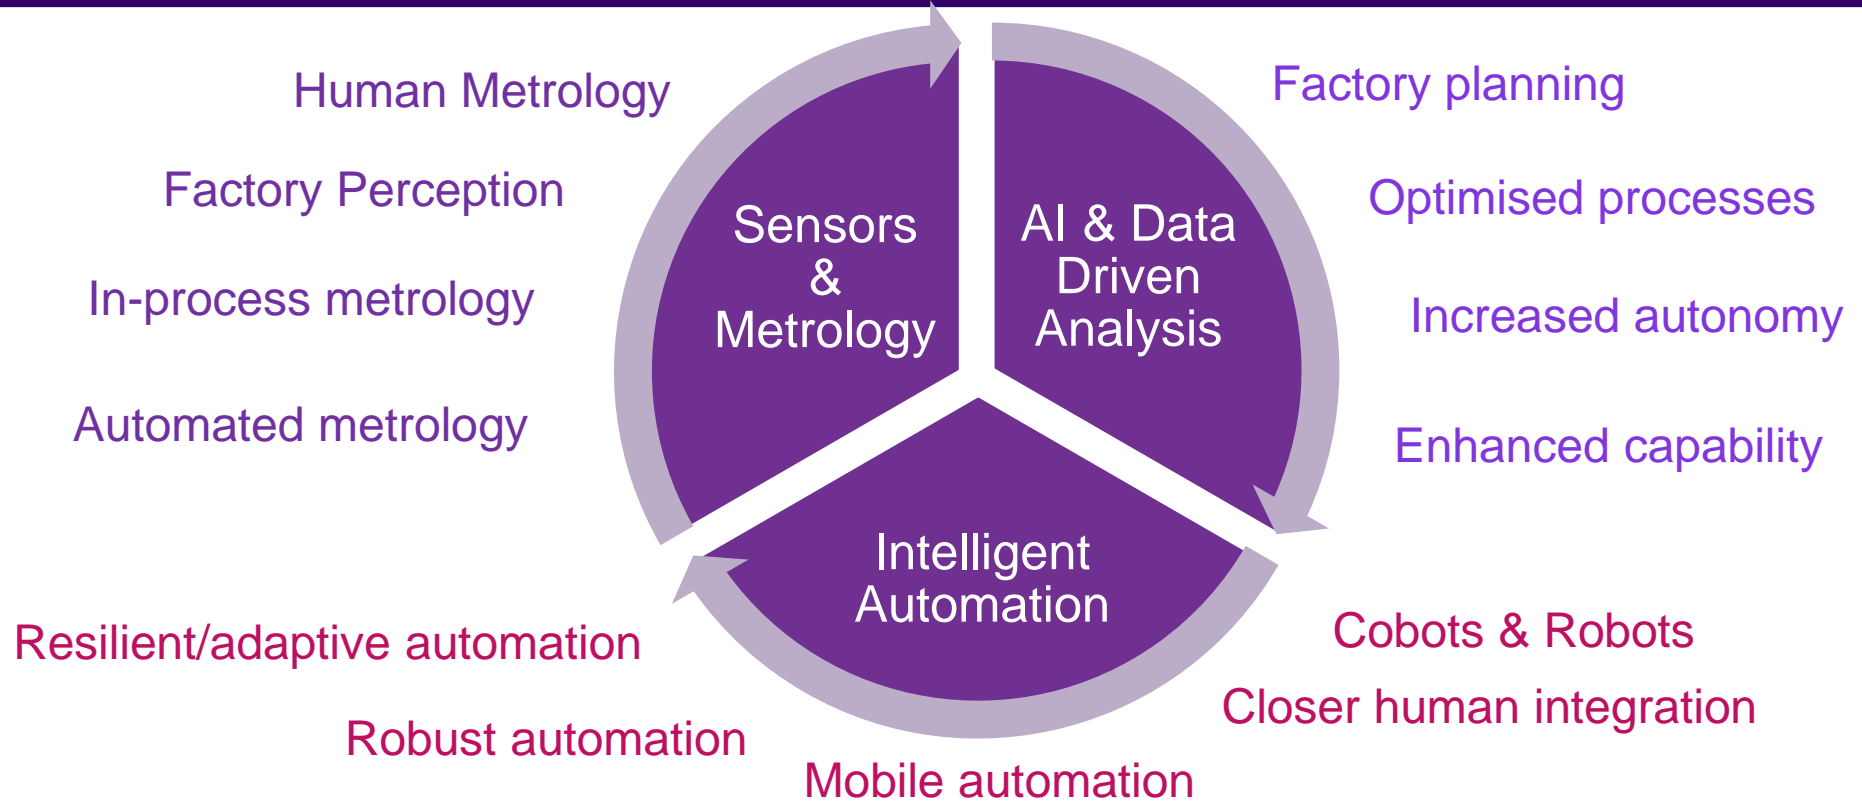 Human Metrology
Factory Perception
In-process metrology
Automated metrology
Sensors
&
Metrology
AI & Data
Driven
Analysis
Factory planning
Optimised processes
Increased autonomy
Enhanced capability
Intelligent
Automation
Resilient/adaptive automation
Robust automation
Mobile automation
Cobots & Robots
Closer human integration